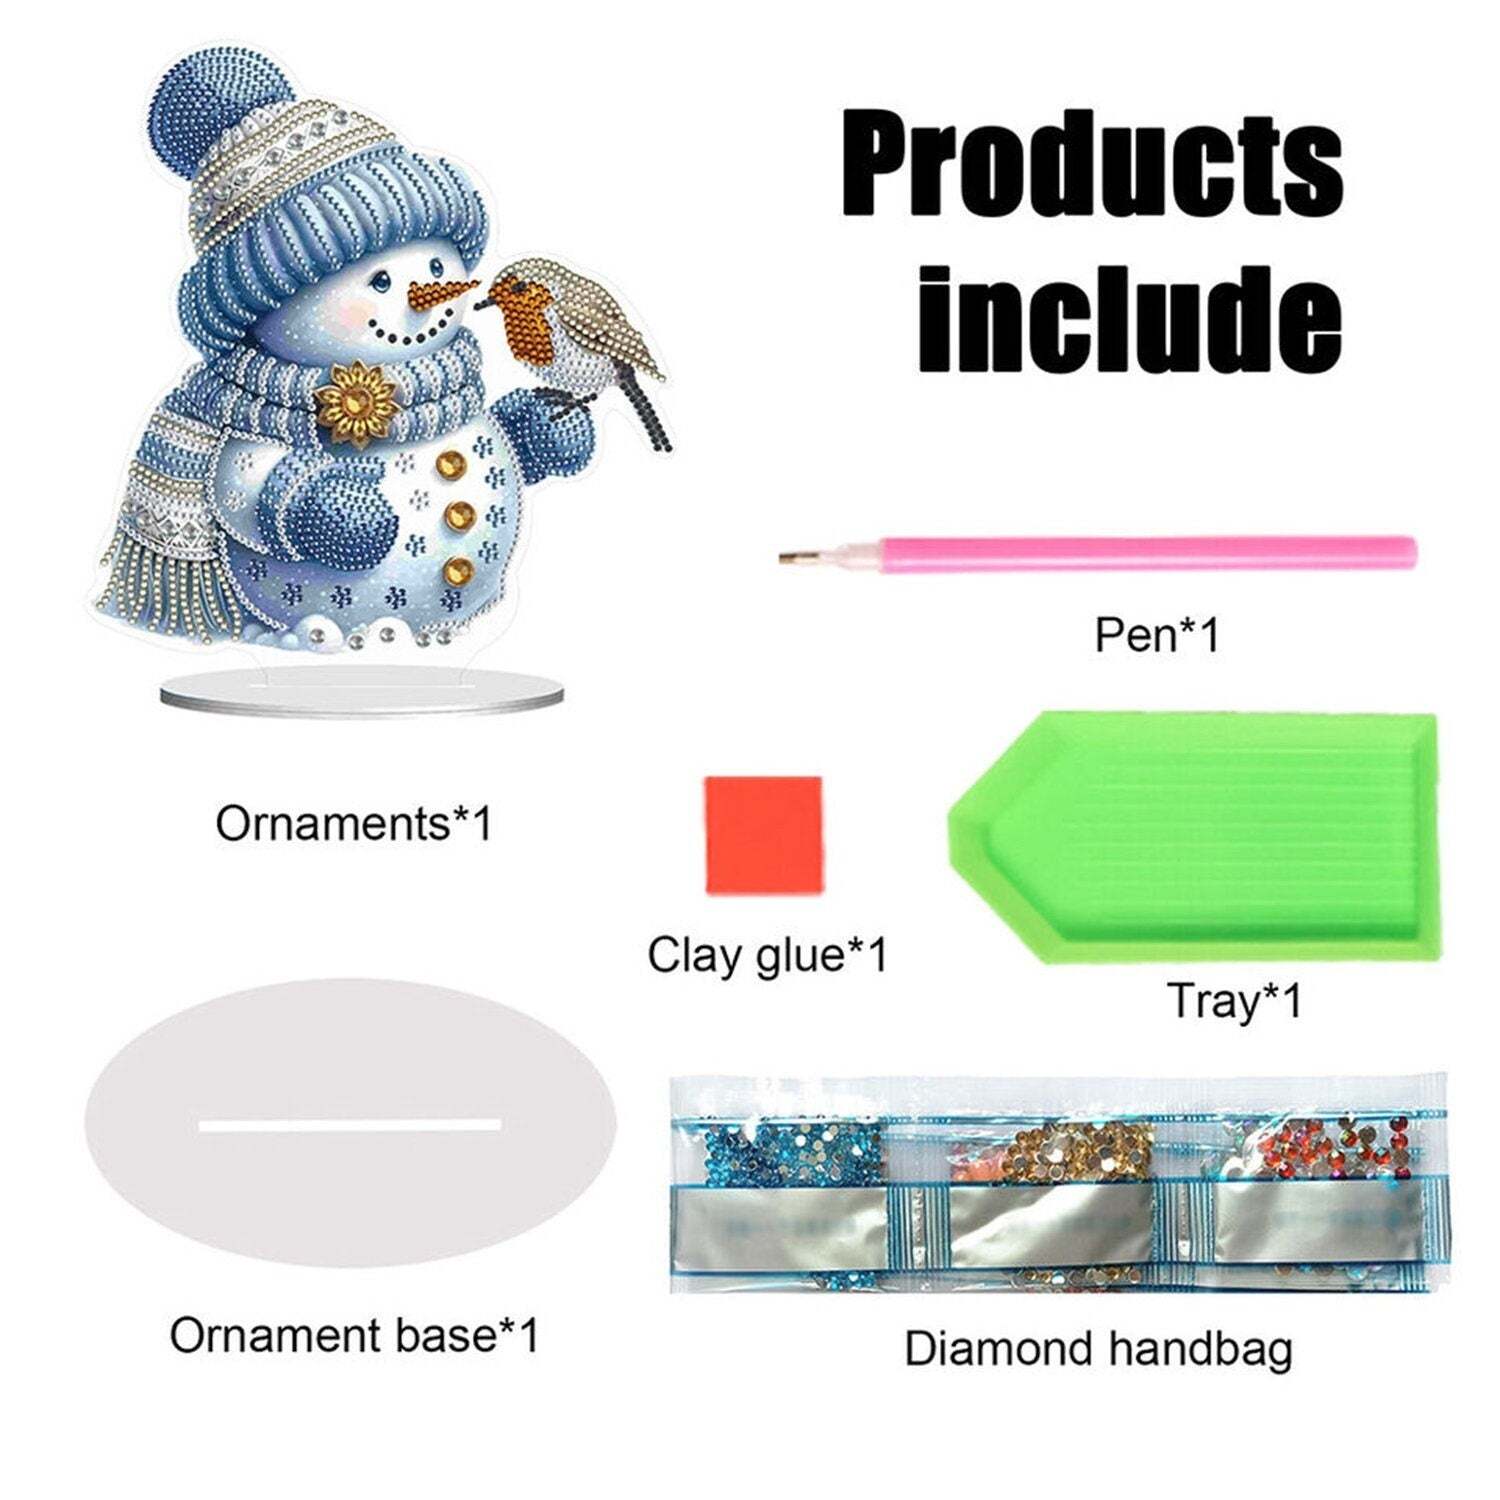 Products
include
Pen*1
Ornaments*1
Clay glue*1
Tray*1
Ornament base*1
Diamond handbag